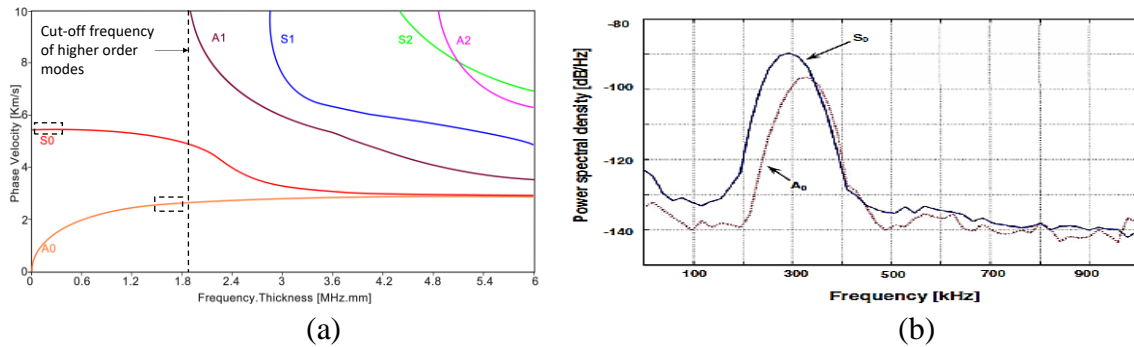 Cut-off frequency
of higher order
modes
A1
S1
S2
A2
S0
A0
Phase Velocity [Km/s]
10
8
6
4
2
0
0 0.6 1.2 1.8 2.4 3 3.6 4.2 4.8 5.4 6
Frequency.Thickness [MHz.mm]
(a)
Power spectral density [dB/Hz]
-80
-100
-120
-140
S₀
A₀
100 300 500 700 900
Frequency [kHz]
(b)